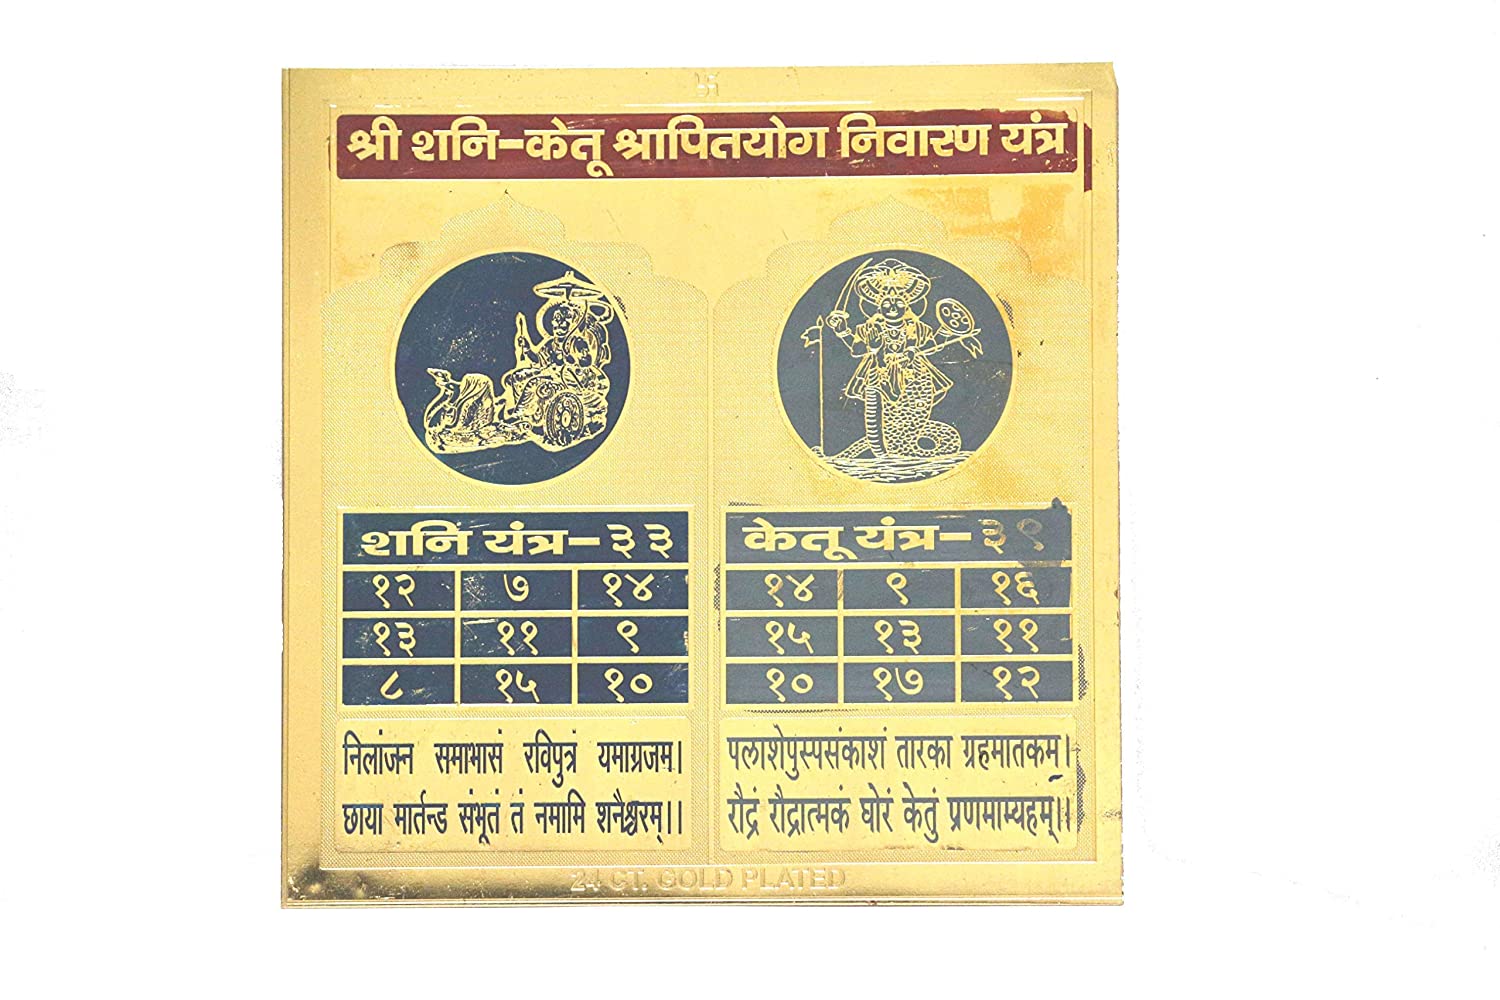 श्री शनि-केतू श्रापितयोग निवारण यंत्र
शनि यंत्र-३३
१२ ७ १४
१३ ११ ९
८ १५ १०
निलांजन समाभासं रविपुत्रं यमाग्रजम।
छाया मार्तन्ड संभूतं तं नमामि शनैश्चरम्।।
केतू यंत्र-३९
१४ ९ १६
१५ १३ ११
१० १७ १२
पलाशेपुस्पसंकाशं तारका ग्रहमातकम्।
रौद्रं रौद्रात्मकं घोरं केतुं प्रणमाम्यहम्।।
24 CT. GOLD PLATED